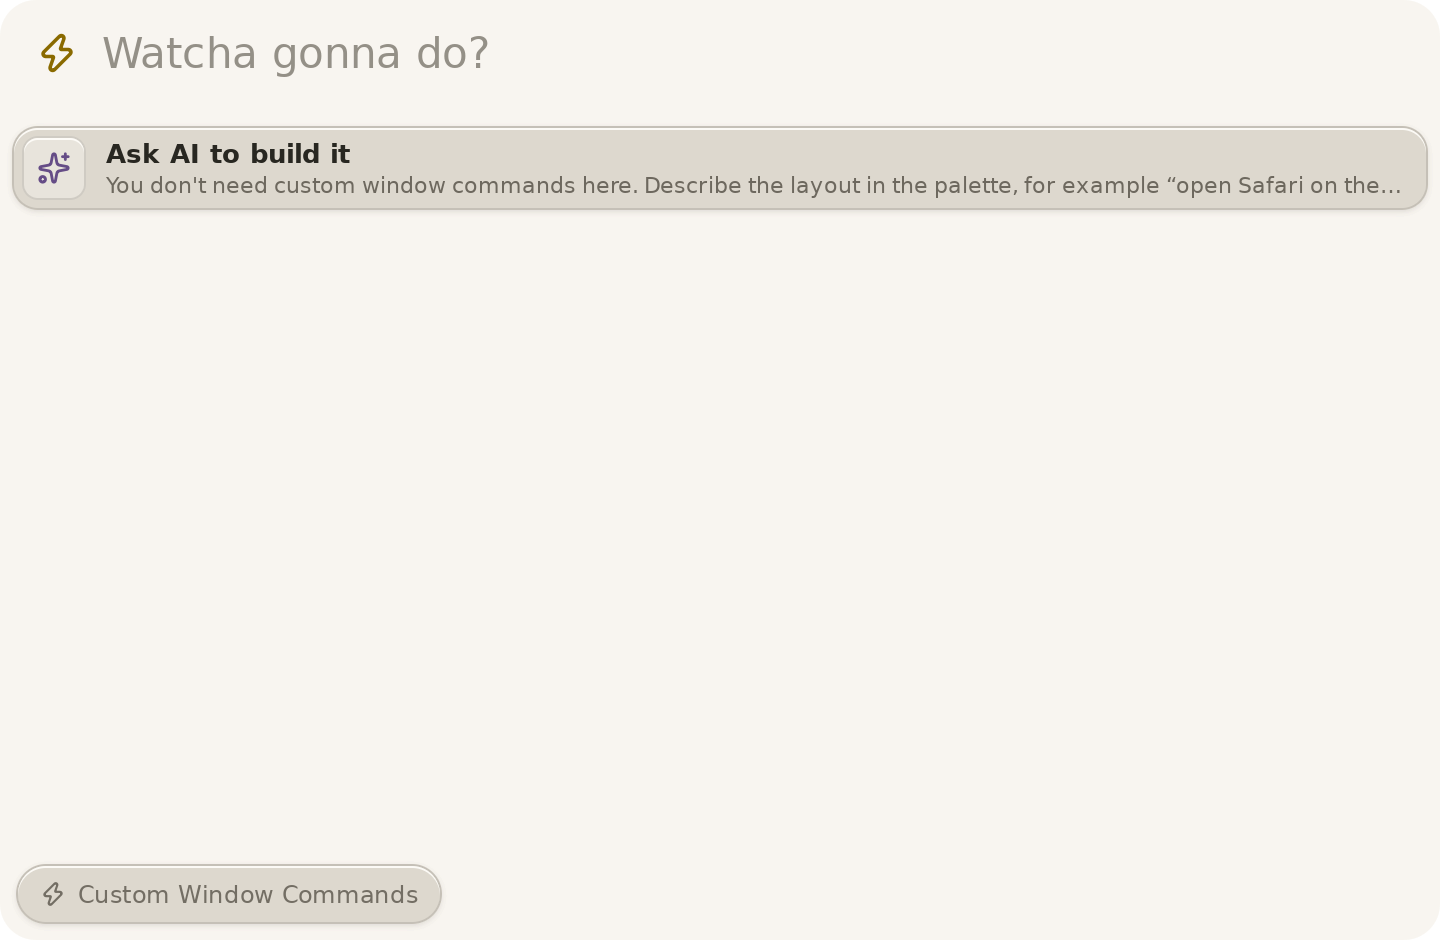 Watcha gonna do?
Ask AI to build it
You don't need custom window commands here. Describe the layout in the palette, for example “open Safari on the…
Custom Window Commands